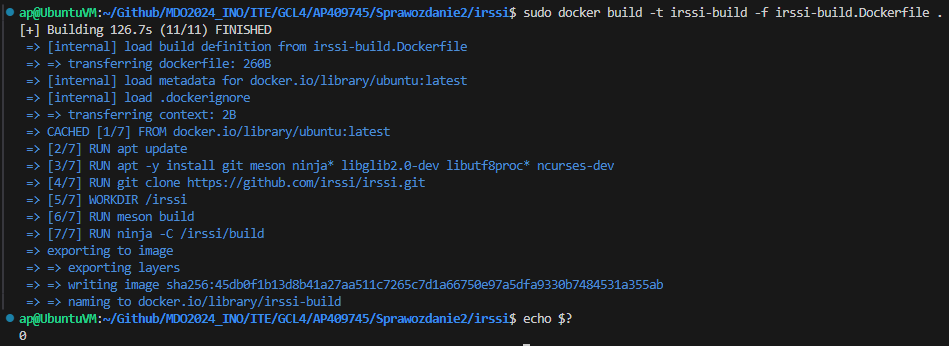 ap@UbuntuVM:~/Github/MDO2024_INO/ITE/GCL4/AP409745/Sprawozdanie2/irssi$ sudo docker build -t irssi-build -f irssi-build.Dockerfile .
[+] Building 126.7s (11/11) FINISHED
=> [internal] load build definition from irssi-build.Dockerfile
=> => transferring dockerfile: 260B
=> [internal] load metadata for docker.io/library/ubuntu:latest
=> [internal] load .dockerignore
=> => transferring context: 2B
=> CACHED [1/7] FROM docker.io/library/ubuntu:latest
=> [2/7] RUN apt update
=> [3/7] RUN apt -y install git meson ninja* libglib2.0-dev libutf8proc* ncurses-dev
=> [4/7] RUN git clone https://github.com/irssi/irssi.git
=> [5/7] WORKDIR /irssi
=> [6/7] RUN meson build
=> [7/7] RUN ninja -C /irssi/build
=> exporting to image
=> => exporting layers
=> => writing image sha256:45db0f1b13d8b41a27aa511c7265c7d1a66750e97a5dfa9330b7484531a355ab
=> => naming to docker.io/library/irssi-build
ap@UbuntuVM:~/Github/MDO2024_INO/ITE/GCL4/AP409745/Sprawozdanie2/irssi$ echo $?
0